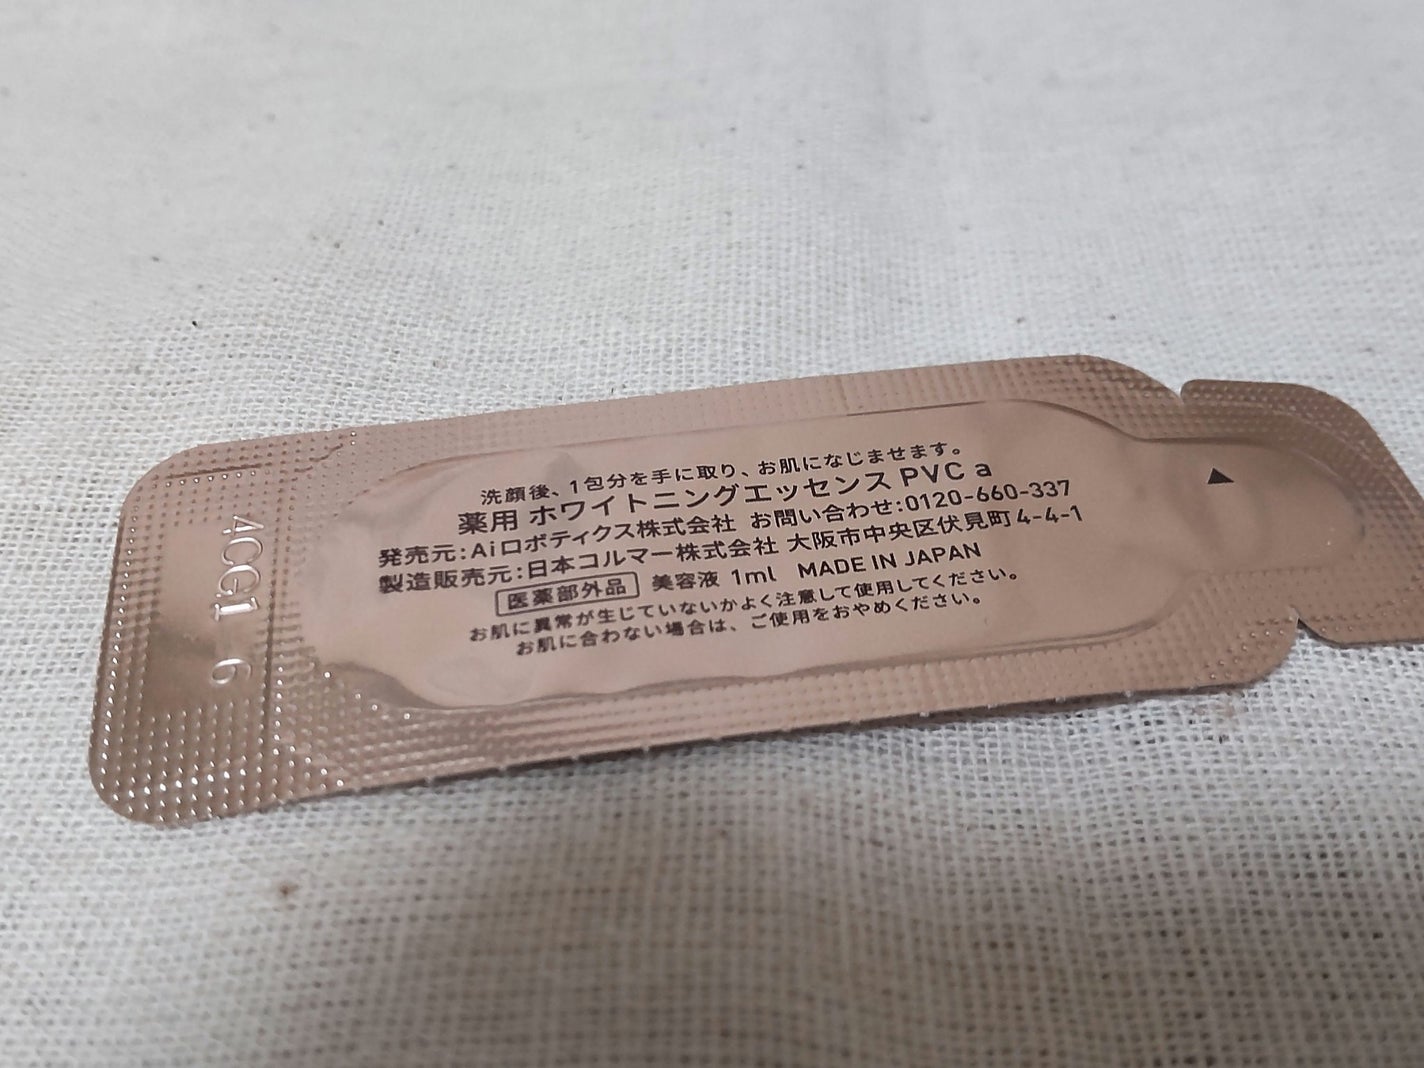 洗顔後、1包分を手に取り、お肌になじませます。
薬用 ホワイトニングエッセンス PVC a
発売元:Aiロボティクス株式会社 お問い合わせ:0120-660-337
製造販売元:日本コルマー株式会社 大阪市中央区伏見町4-4-1
医薬部外品 美容液 1ml MADE IN JAPAN
お肌に異常が生じていないかよく注意して使用してください。
お肌に合わない場合は、ご使用をおやめください。
4CG1 6